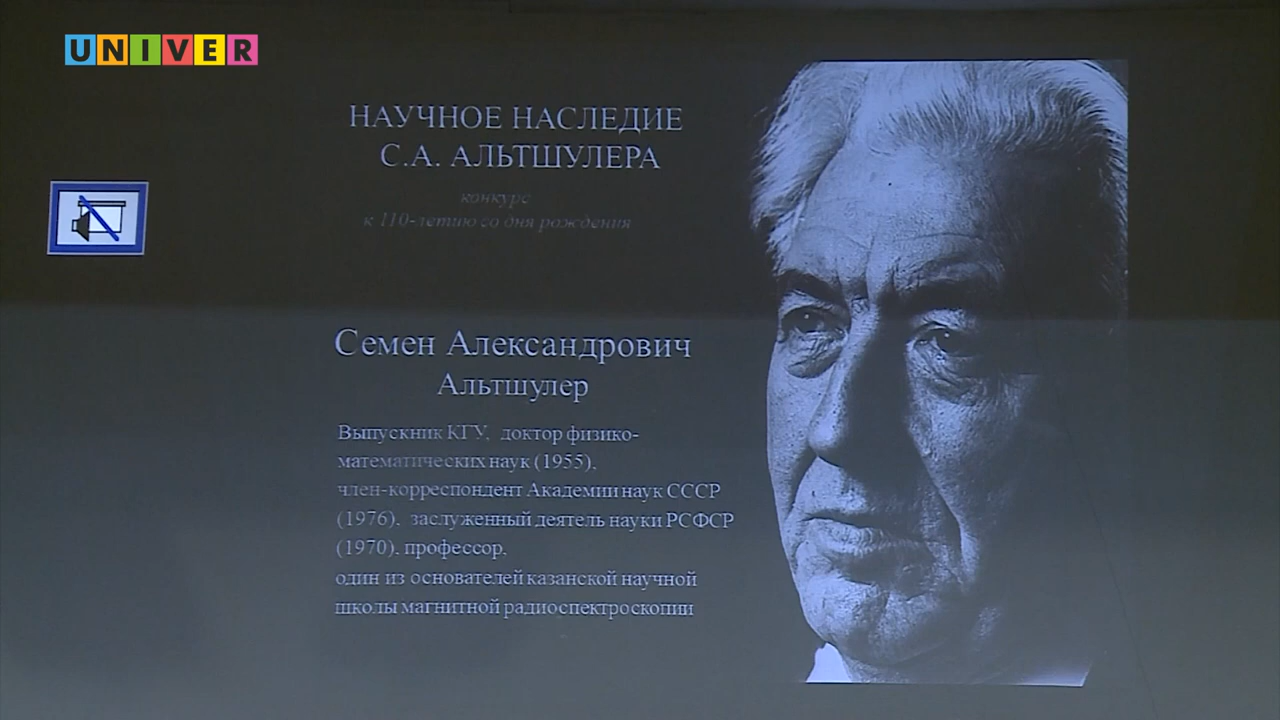 UNIVER
НАУЧНОЕ НАСЛЕДИЕ
С.А. АЛЬТШУЛЕРА
конкурс
к 110-летию со дня рождения
Семен Александрович
Альтшулер
Выпускник КГУ, доктор физико-
математических наук (1955),
член-корреспондент Академии наук СССР
(1976), заслуженный деятель науки РСФСР
(1970), профессор,
один из основателей казанской научной
школы магнитной радиоспектроскопии